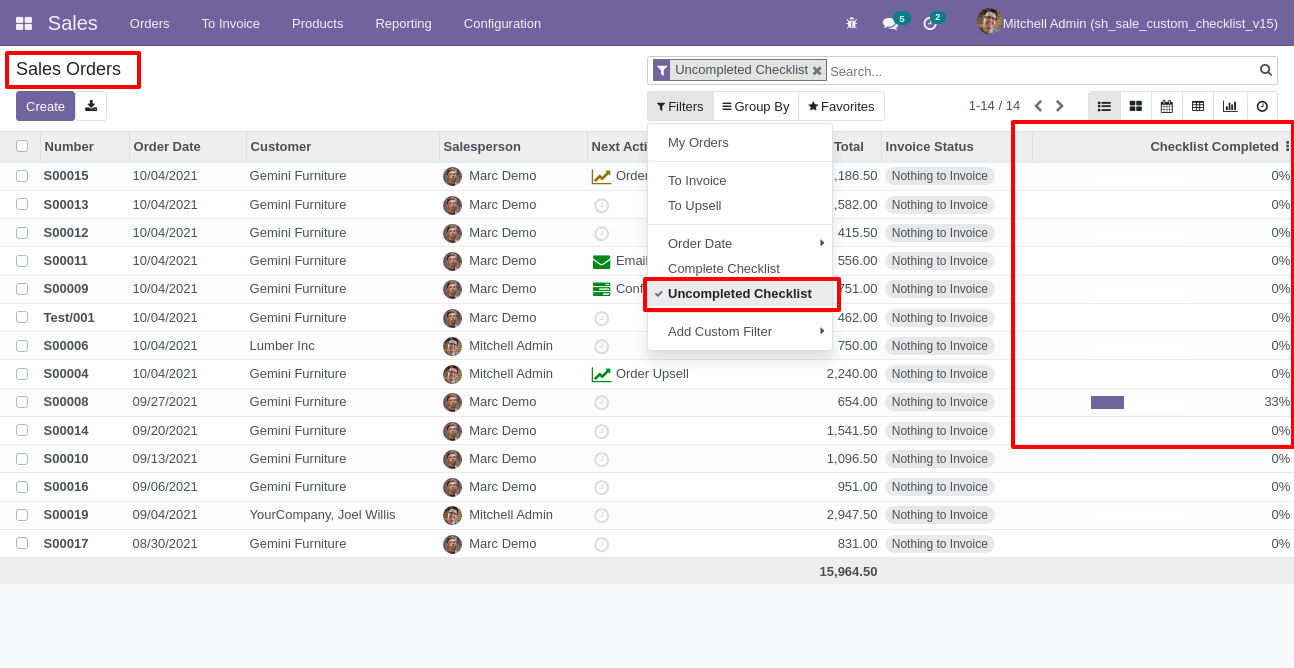 Sales Orders To Invoice Products Reporting Configuration 5 2 Mitchell Admin (sh_sale_custom_checklist_v15)
Sales Orders
Uncompleted Checklist Search...
Create Filters Group By Favorites 1-14 / 14
My Orders
To Invoice
To Upsell
Order Date
Complete Checklist
Uncompleted Checklist
Add Custom Filter
Number Order Date Customer Salesperson Next Acti Total Invoice Status Checklist Completed
S00015 10/04/2021 Gemini Furniture Marc Demo Order ,186.50 Nothing to Invoice 0%
S00013 10/04/2021 Gemini Furniture Marc Demo ,582.00 Nothing to Invoice 0%
S00012 10/04/2021 Gemini Furniture Marc Demo 415.50 Nothing to Invoice 0%
S00011 10/04/2021 Gemini Furniture Marc Demo Email 556.00 Nothing to Invoice 0%
S00009 10/04/2021 Gemini Furniture Marc Demo Conf 751.00 Nothing to Invoice 0%
Test/001 10/04/2021 Gemini Furniture Marc Demo 462.00 Nothing to Invoice 0%
S00006 10/04/2021 Lumber Inc Mitchell Admin 750.00 Nothing to Invoice 0%
S00004 10/04/2021 Gemini Furniture Mitchell Admin Order Upsell 2,240.00 Nothing to Invoice 0%
S00008 09/27/2021 Gemini Furniture Marc Demo 654.00 Nothing to Invoice 33%
S00014 09/20/2021 Gemini Furniture Marc Demo 1,541.50 Nothing to Invoice 0%
S00010 09/13/2021 Gemini Furniture Marc Demo 1,096.50 Nothing to Invoice 0%
S00016 09/06/2021 Gemini Furniture Marc Demo 951.00 Nothing to Invoice 0%
S00019 09/04/2021 YourCompany, Joel Willis Mitchell Admin 2,947.50 Nothing to Invoice 0%
S00017 08/30/2021 Gemini Furniture Marc Demo 831.00 Nothing to Invoice 0%
15,964.50